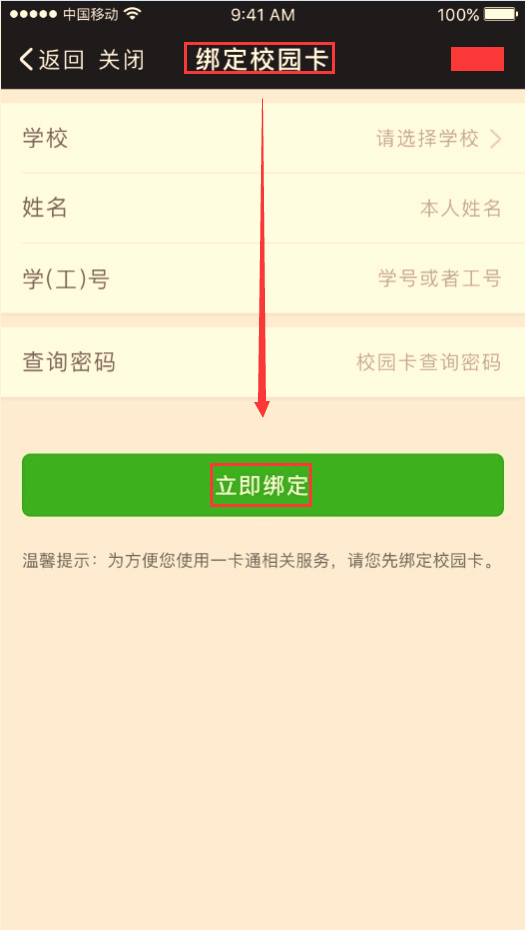 中国移动 9:41 AM 100%
返回 关闭 绑定校园卡
学校 请选择学校
姓名 本人姓名
学(工)号 学号或者工号
查询密码 校园卡查询密码
立即绑定
温馨提示：为方便您使用一卡通相关服务，请您先绑定校园卡。